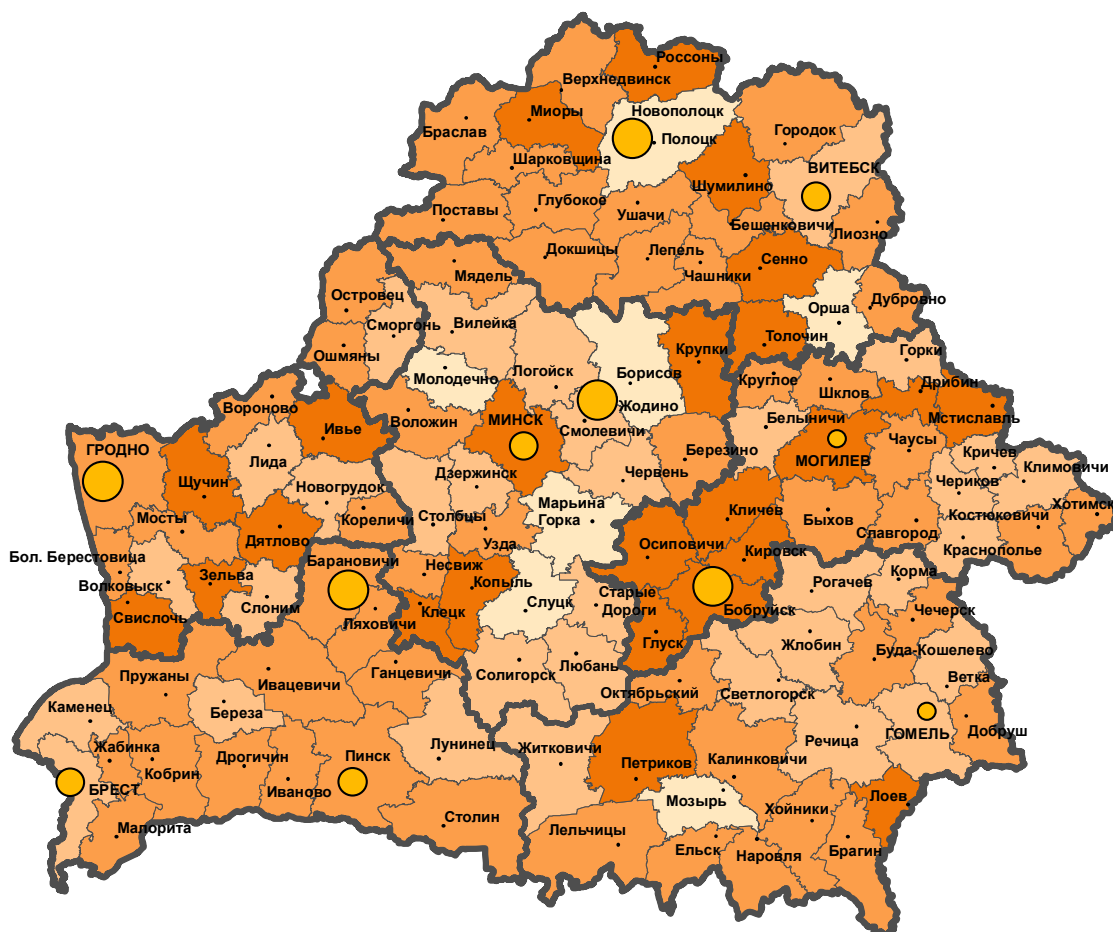 Россоны
Верхнедвинск
Миоры
Новополоцк
Браслав
Полоцк
Городок
Шарковщина
ВИТЕБСК
Шумилино
Глубокое
Поставы
Ушачи
Бешенковичи
Лиозно
Докшицы
Лепель
Сенно
Мядель
Чашники
Островец
Дубровно
Орша
Сморгонь
Вилейка
Толочин
Ошмяны
Крупки
Горки
Логойск
Молодечно
Борисов
Круглое
Шклов
Дрибин
Вороново
Жодино
Белыничи
Мстиславль
Воложин
МИНСК
Ивье
Смолевичи
Чаусы
ГРОДНО
Березино
МОГИЛЕВ
Кричев
Лида
Дзержинск
Червень
Климовичи
Щучин
Чериков
Новогрудок
Марьина
Горка
Хотимск
Кличев
Быхов
Костюковичи
Мосты
Кореличи
Столбцы
Славгород
Дятлово
Узда
Осиповичи
Краснополье
Бол. Берестовица
Барановичи
Несвиж
Кировск
Корма
Зельва
Копыль
Рогачев
Волковыск
Старые
Дороги
Слоним
Слуцк
Бобруйск
Чечерск
Свислочь
Клецк
Ляховичи
Глуск
Жлобин
Буда-Кошелево
Любань
Ганцевичи
Солигорск
Пружаны
Ивацевичи
Ветка
Октябрьский
Светлогорск
Каменец
Береза
ГОМЕЛЬ
Добруш
Лунинец
Житковичи
Речица
Жабинка
Дрогичин
Пинск
Петриков
Калинковичи
Кобрин
БРЕСТ
Иваново
Мозырь
Лоев
Хойники
Столин
Малорита
Лельчицы
Ельск
Наровля
Брагин